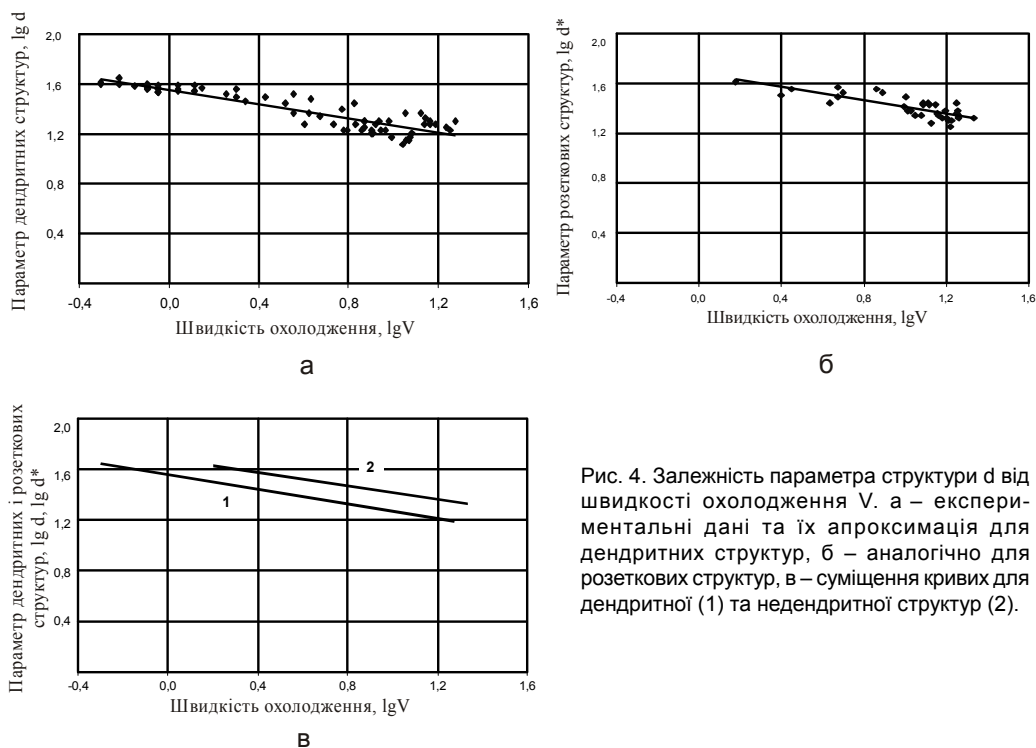 Параметр дендритних структур, lg d
2,0
1,6
1,2
0,8
0,4
-0,4 0,0 0,4 0,8 1,2 1,6
Швидкість охолодження, lgV
а
Параметр розеткових структур, lg d*
2,0
1,6
1,2
0,8
0,4
-0,4 0,0 0,4 0,8 1,2 1,6
Швидкість охолодження, lgV
б
Параметр дендритних і розеткових
структур, lg d, lg d*
2,0
1,6
1,2
0,8
0,4
2
1
-0,4 0,0 0,4 0,8 1,2 1,6
Швидкість охолодження, lgV
в
Рис. 4. Залежність параметра структури d від
швидкості охолодження V. а – експери-
ментальні дані та їх апроксимація для
дендритних структур, б – аналогічно для
розеткових структур, в – суміщення кривих для
дендритної (1) та недендритної структур (2).